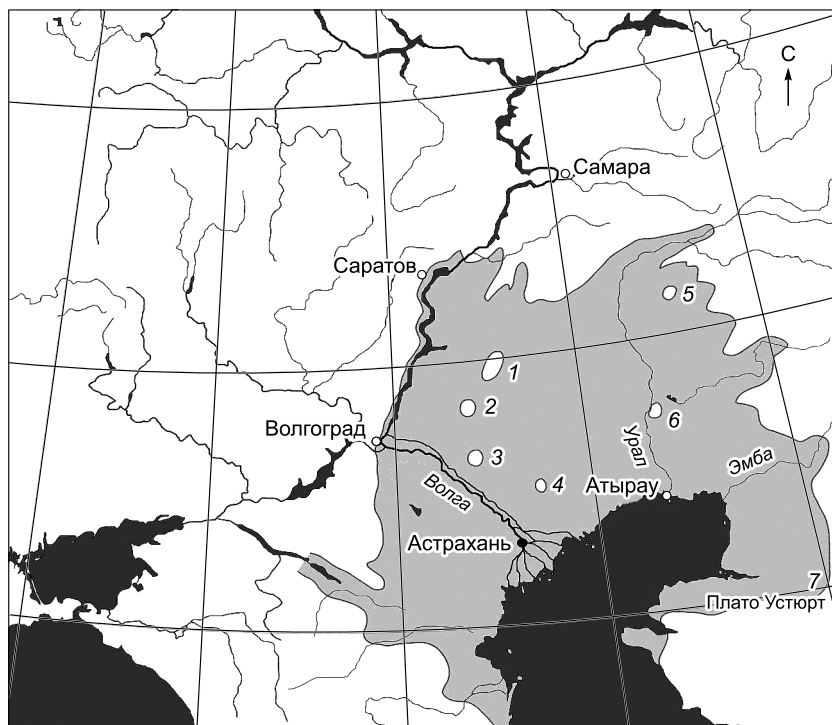 С
Самара
Саратов
5
1
2
6
Волгоград
3
Урал
Эмба
4
Волга
Атырау
Астрахань
7
Плато Устюрт